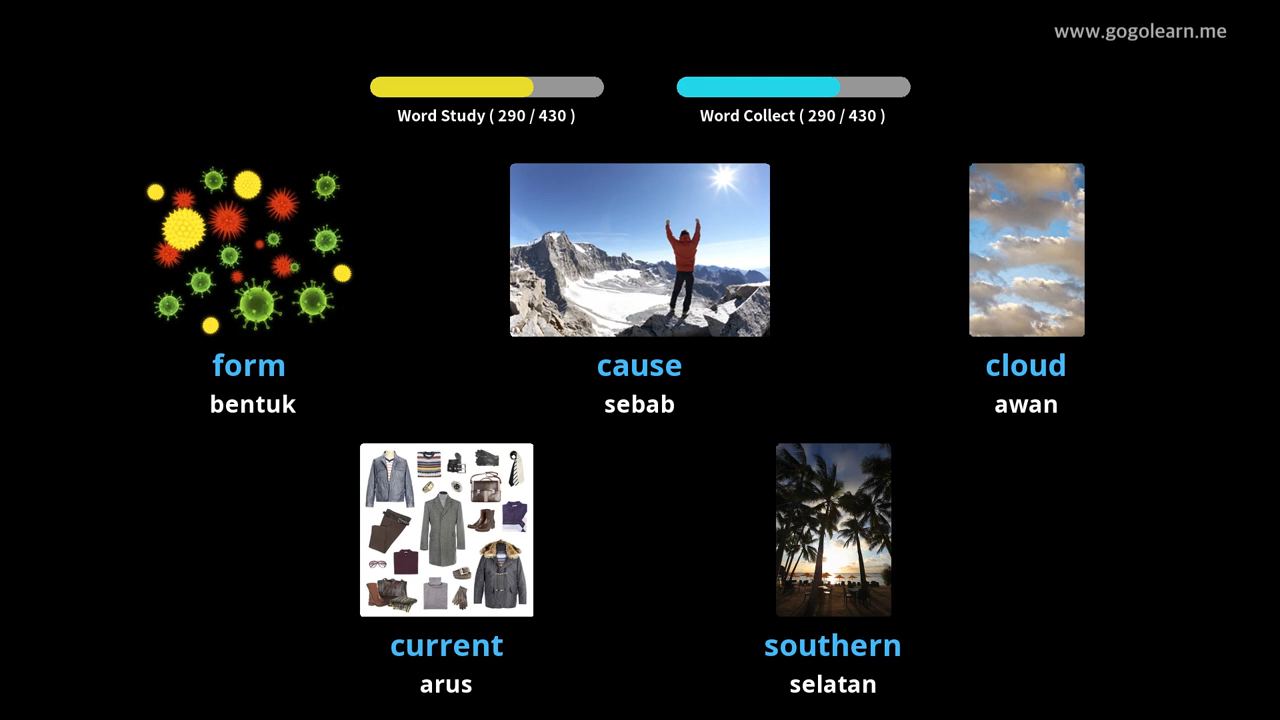 www.gogolearn.me
Word Study ( 290 / 430 )
Word Collect ( 290 / 430 )
form
bentuk
cause
sebab
cloud
awan
current
arus
southern
selatan